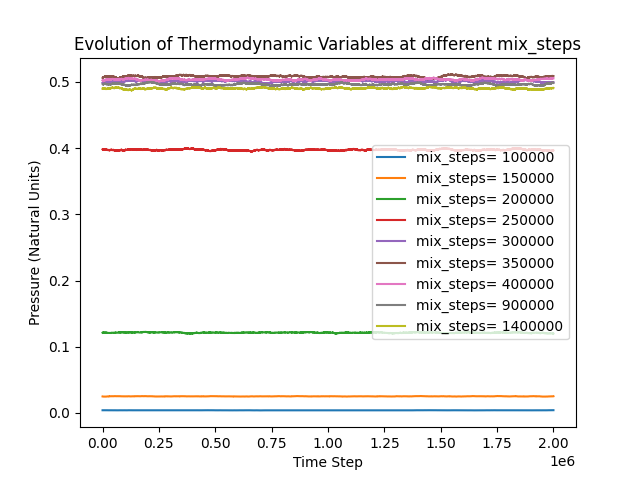 Evolution of Thermodynamic Variables at different mix_steps
Pressure (Natural Units)
0.5
0.4
0.3
0.2
0.1
0.0
mix_steps= 100000
mix_steps= 150000
mix_steps= 200000
mix_steps= 250000
mix_steps= 300000
mix_steps= 350000
mix_steps= 400000
mix_steps= 900000
mix_steps= 1400000
0.00 0.25 0.50 0.75 1.00 1.25 1.50 1.75 2.00
1e6
Time Step